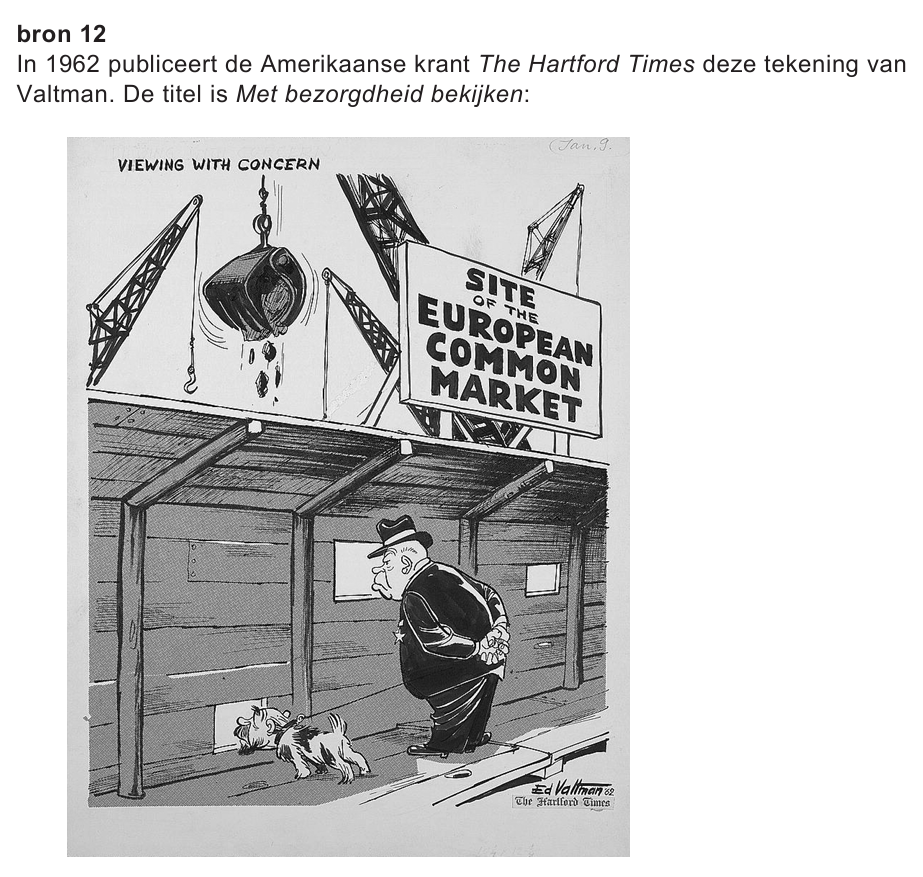 bron 12
In 1962 publiceert de Amerikaanse krant The Hartford Times deze tekening van
Valtman. De titel is Met bezorgdheid bekijken:
(Jan. 9.
VIEWING WITH CONCERN
SITE
OF THE
EUROPEAN
COMMON
MARKET
Ed Valtman '62
The Hartford Times